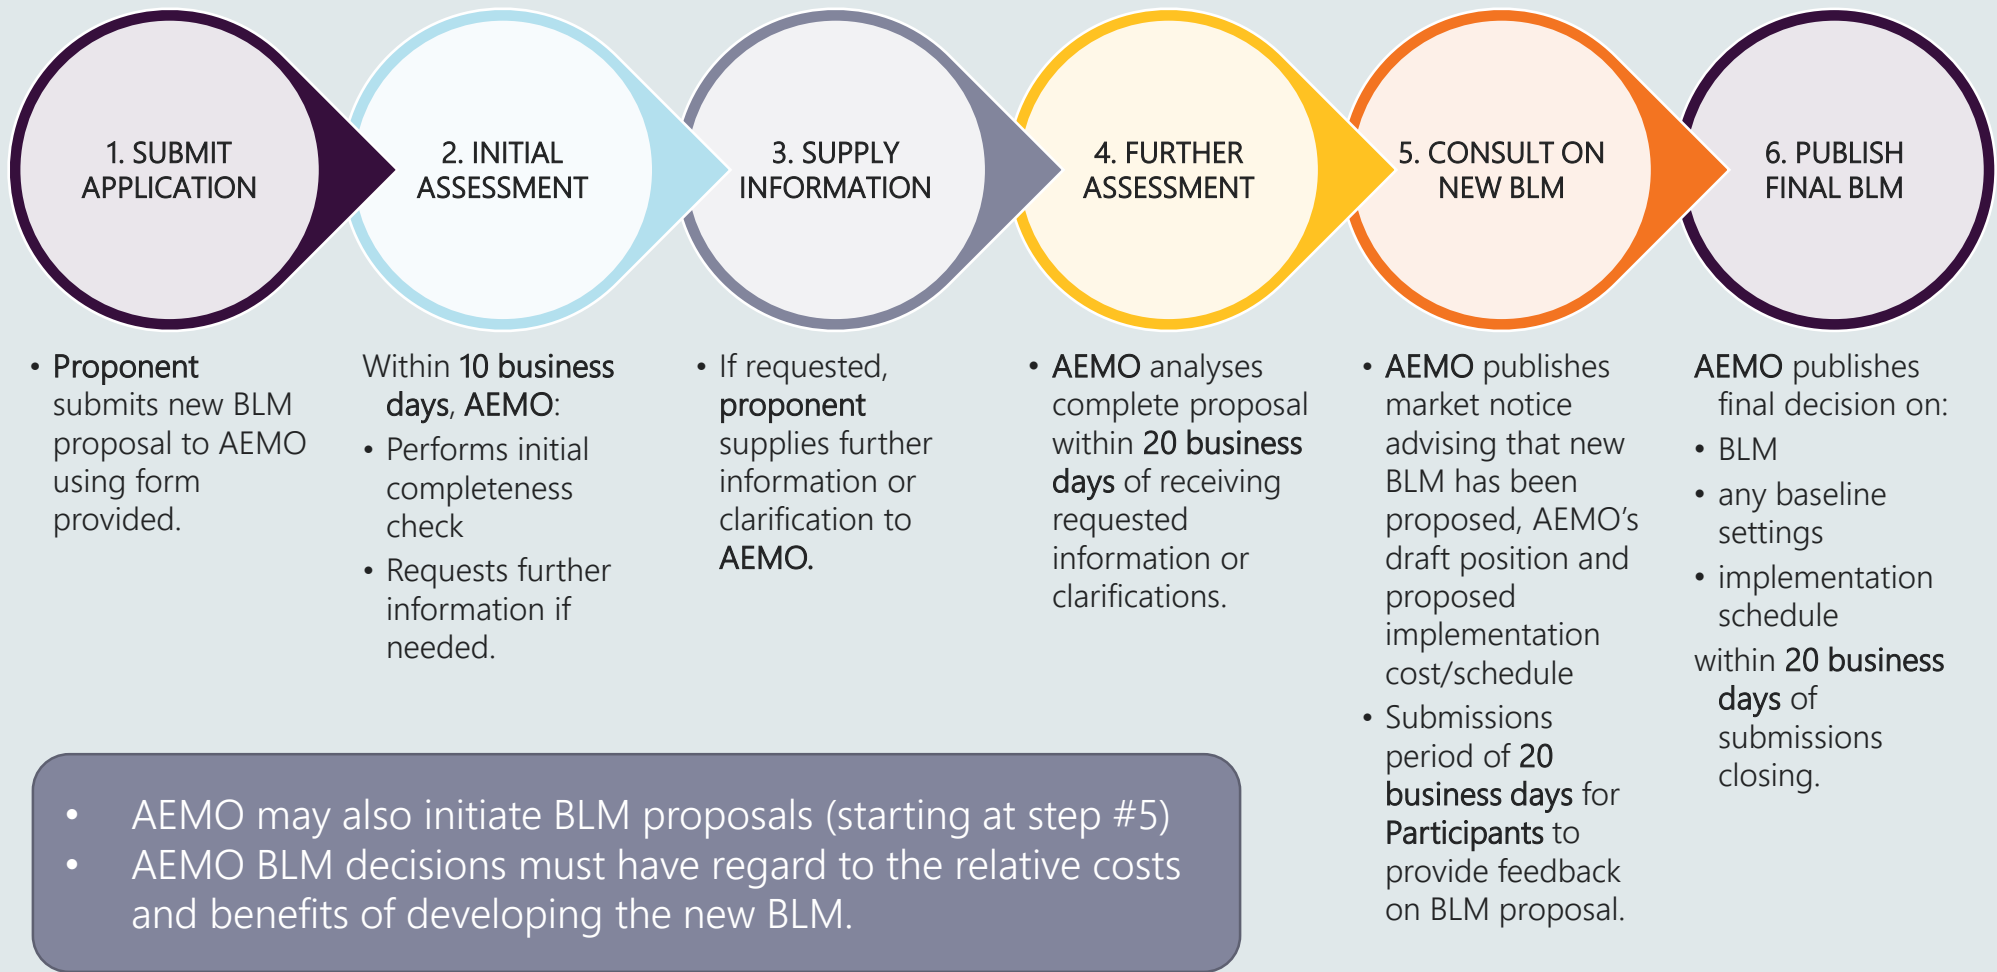 1. SUBMIT
APPLICATION
2. INITIAL
ASSESSMENT
3. SUPPLY
INFORMATION
4. FURTHER
ASSESSMENT
5. CONSULT ON
NEW BLM
6. PUBLISH
FINAL BLM
• Proponent
submits new BLM
proposal to AEMO
using form
provided.
Within 10 business
days, AEMO:
• Performs initial
completeness
check
• Requests further
information if
needed.
• If requested,
proponent
supplies further
information or
clarification to
AEMO.
• AEMO analyses
complete proposal
within 20 business
days of receiving
requested
information or
clarifications.
• AEMO publishes
market notice
advising that new
BLM has been
proposed, AEMO’s
draft position and
proposed
implementation
cost/schedule
• Submissions
period of 20
business days for
Participants to
provide feedback
on BLM proposal.
AEMO publishes
final decision on:
• BLM
• any baseline
settings
• implementation
schedule
within 20 business
days of
submissions
closing.
• AEMO may also initiate BLM proposals (starting at step #5)
• AEMO BLM decisions must have regard to the relative costs
and benefits of developing the new BLM.